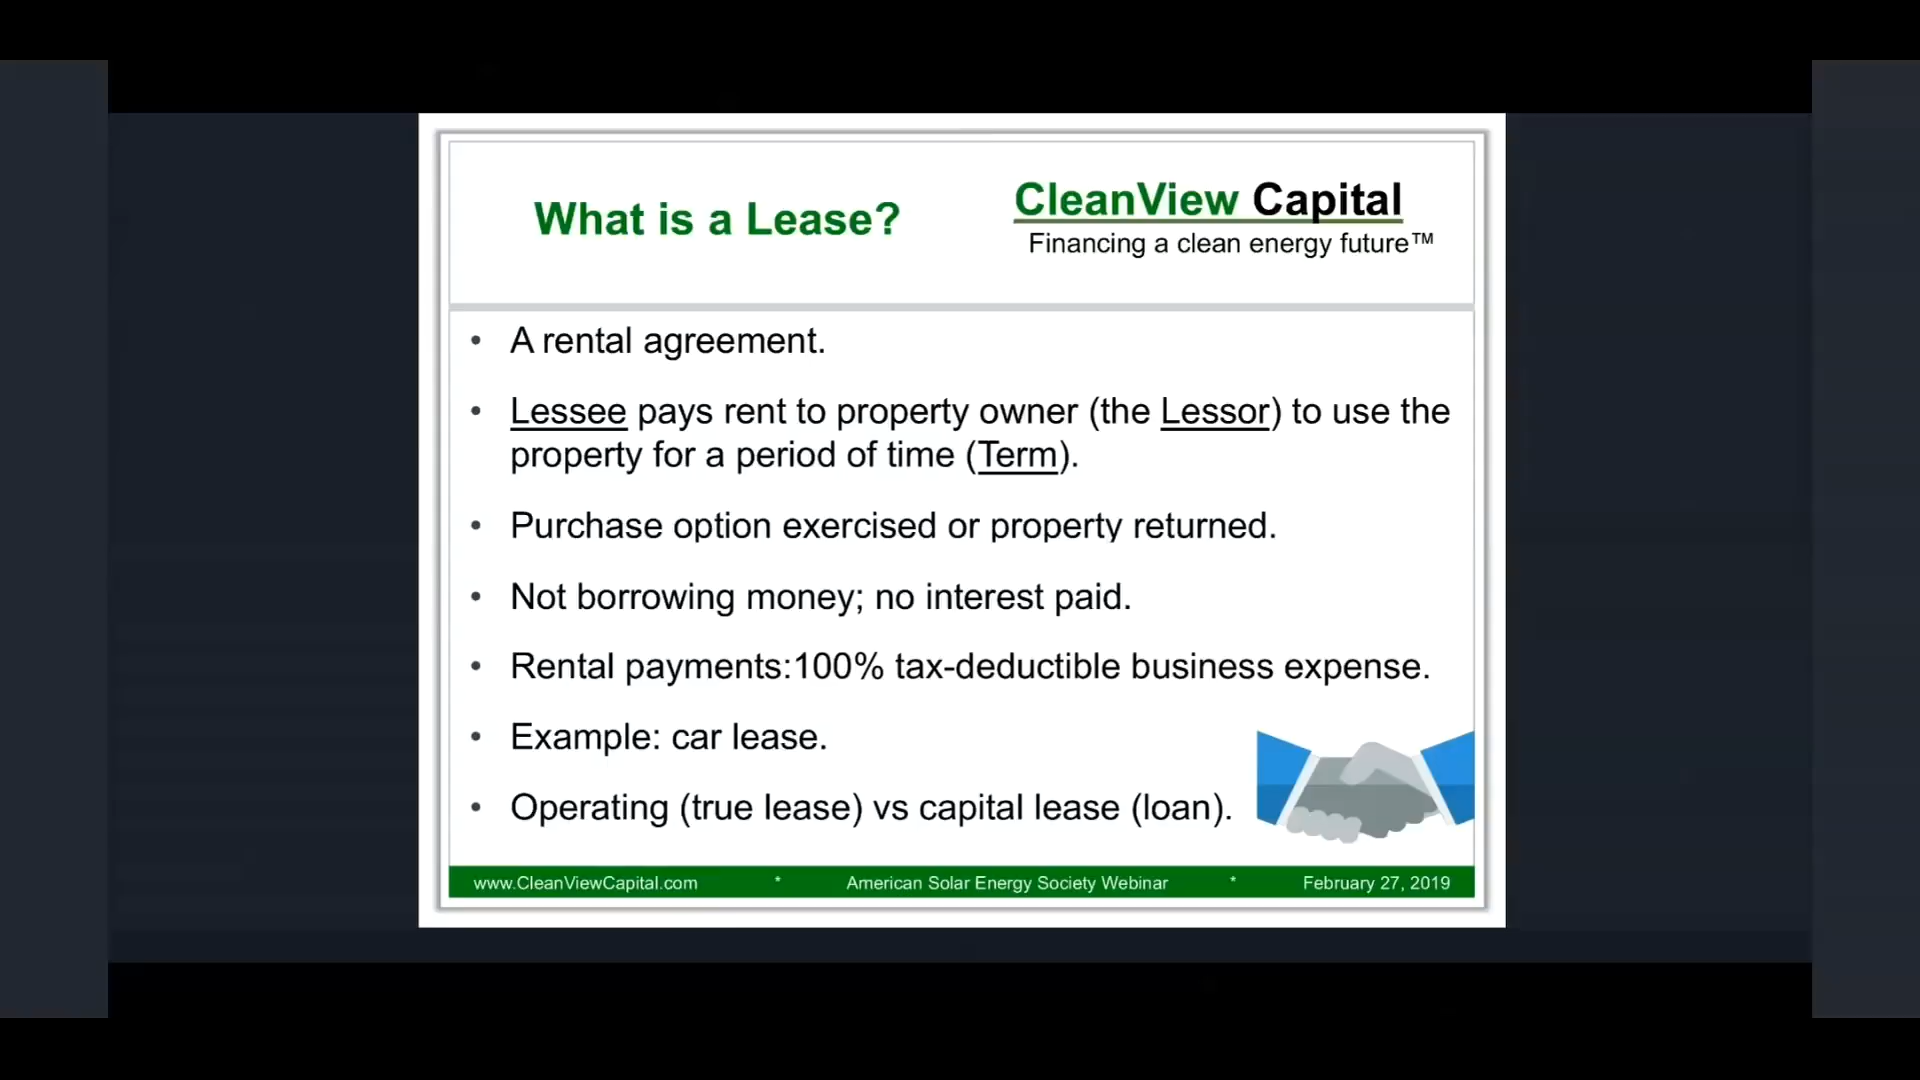 What is a Lease?
CleanView Capital
Financing a clean energy future™
• A rental agreement.
• Lessee pays rent to property owner (the Lessor) to use the
property for a period of time (Term).
• Purchase option exercised or property returned.
• Not borrowing money; no interest paid.
• Rental payments:100% tax-deductible business expense.
• Example: car lease.
• Operating (true lease) vs capital lease (loan).
www.CleanViewCapital.com * American Solar Energy Society Webinar * February 27, 2019